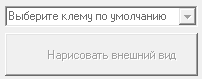 Выберите клему по умолчанию
Нарисовать внешний вид